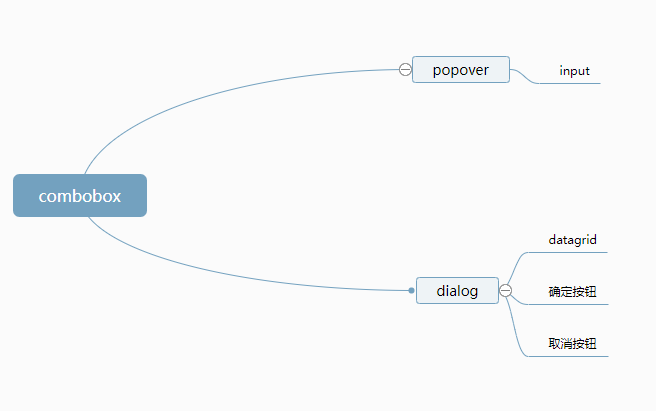 popover
input
combobox
datagrid
dialog
确定按钮
取消按钮